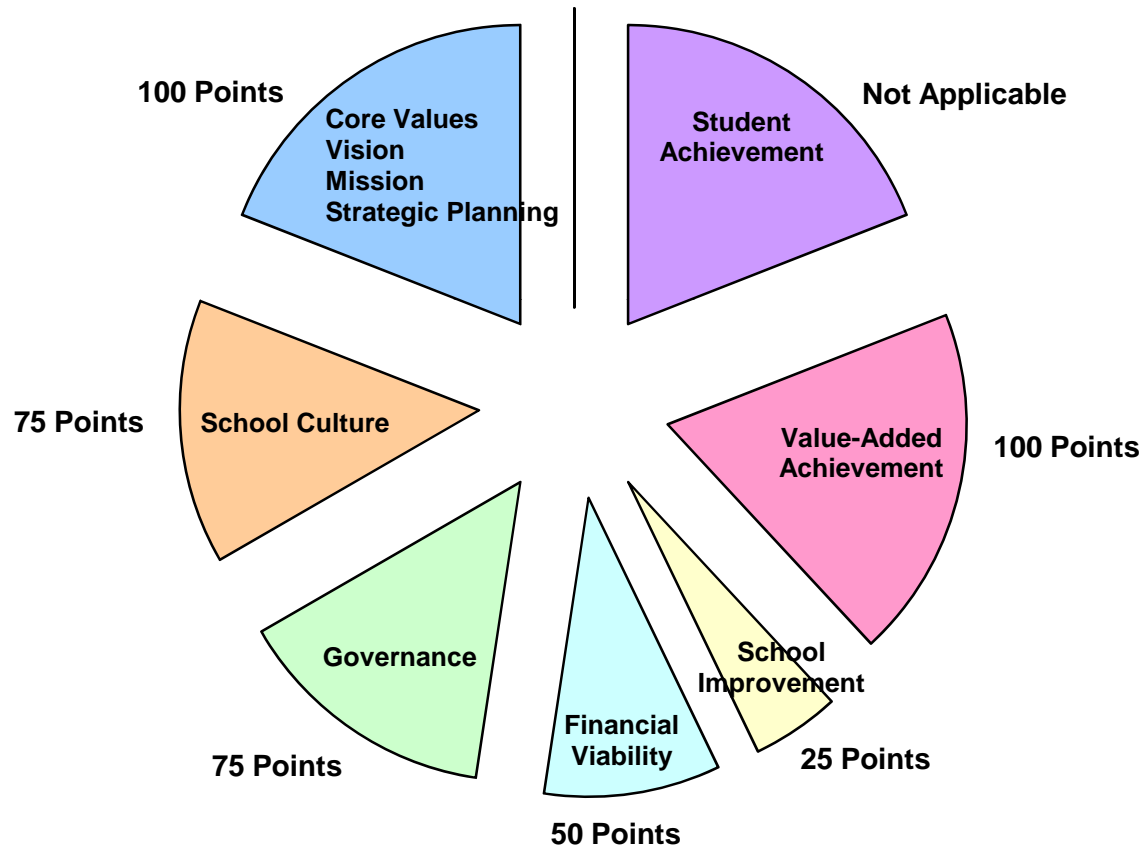 100 Points
Core Values
Vision
Mission
Strategic Planning
Student
Achievement
Not Applicable
75 Points
School Culture
Value-Added
Achievement
100 Points
Governance
75 Points
Financial
Viability
50 Points
School
Improvement
25 Points